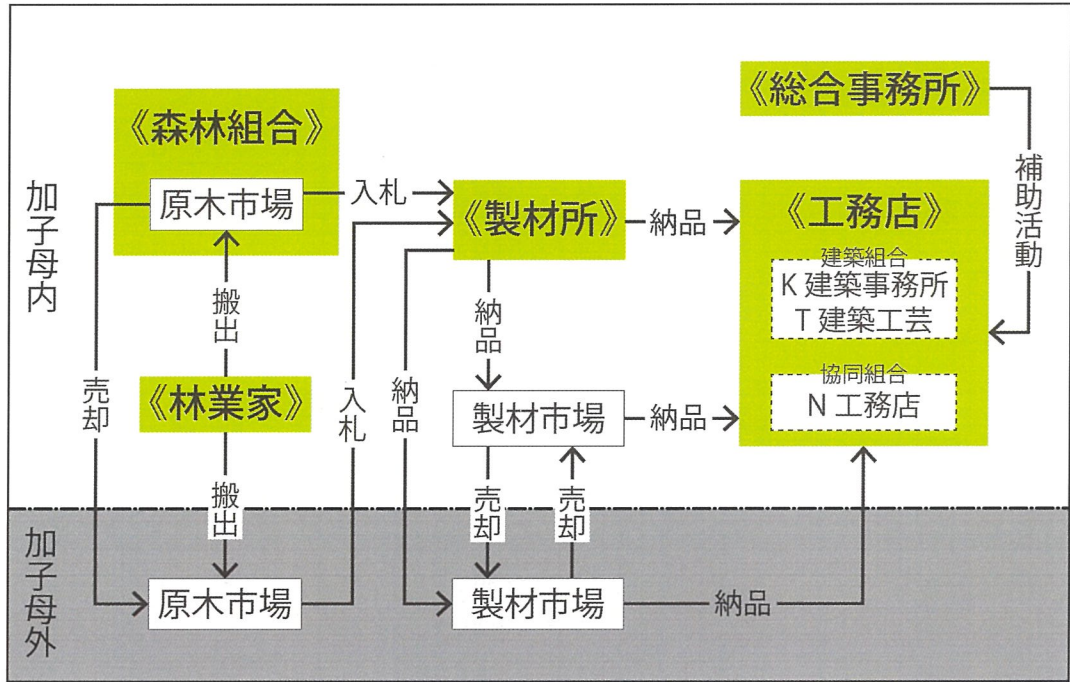 《総合事務所》
《森林組合》
補助活動
加子母内
原木市場
入札
《製材所》
納品
《工務店》
建築組合
K 建築事務所
T 建築工芸
搬出
納品
売却
《林業家》
入札
納品
協同組合
N 工務店
製材市場
納品
搬出
売却
売却
加子母外
原木市場
製材市場
納品